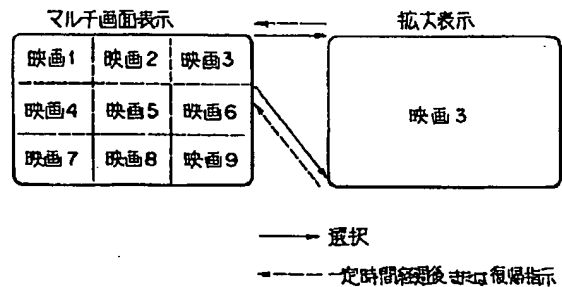 マルチ画面表示
拡大表示
映画1 映画2 映画3
映画4 映画5 映画6
映画7 映画8 映画9
映画3
選択
一定時間経過後または復帰指示